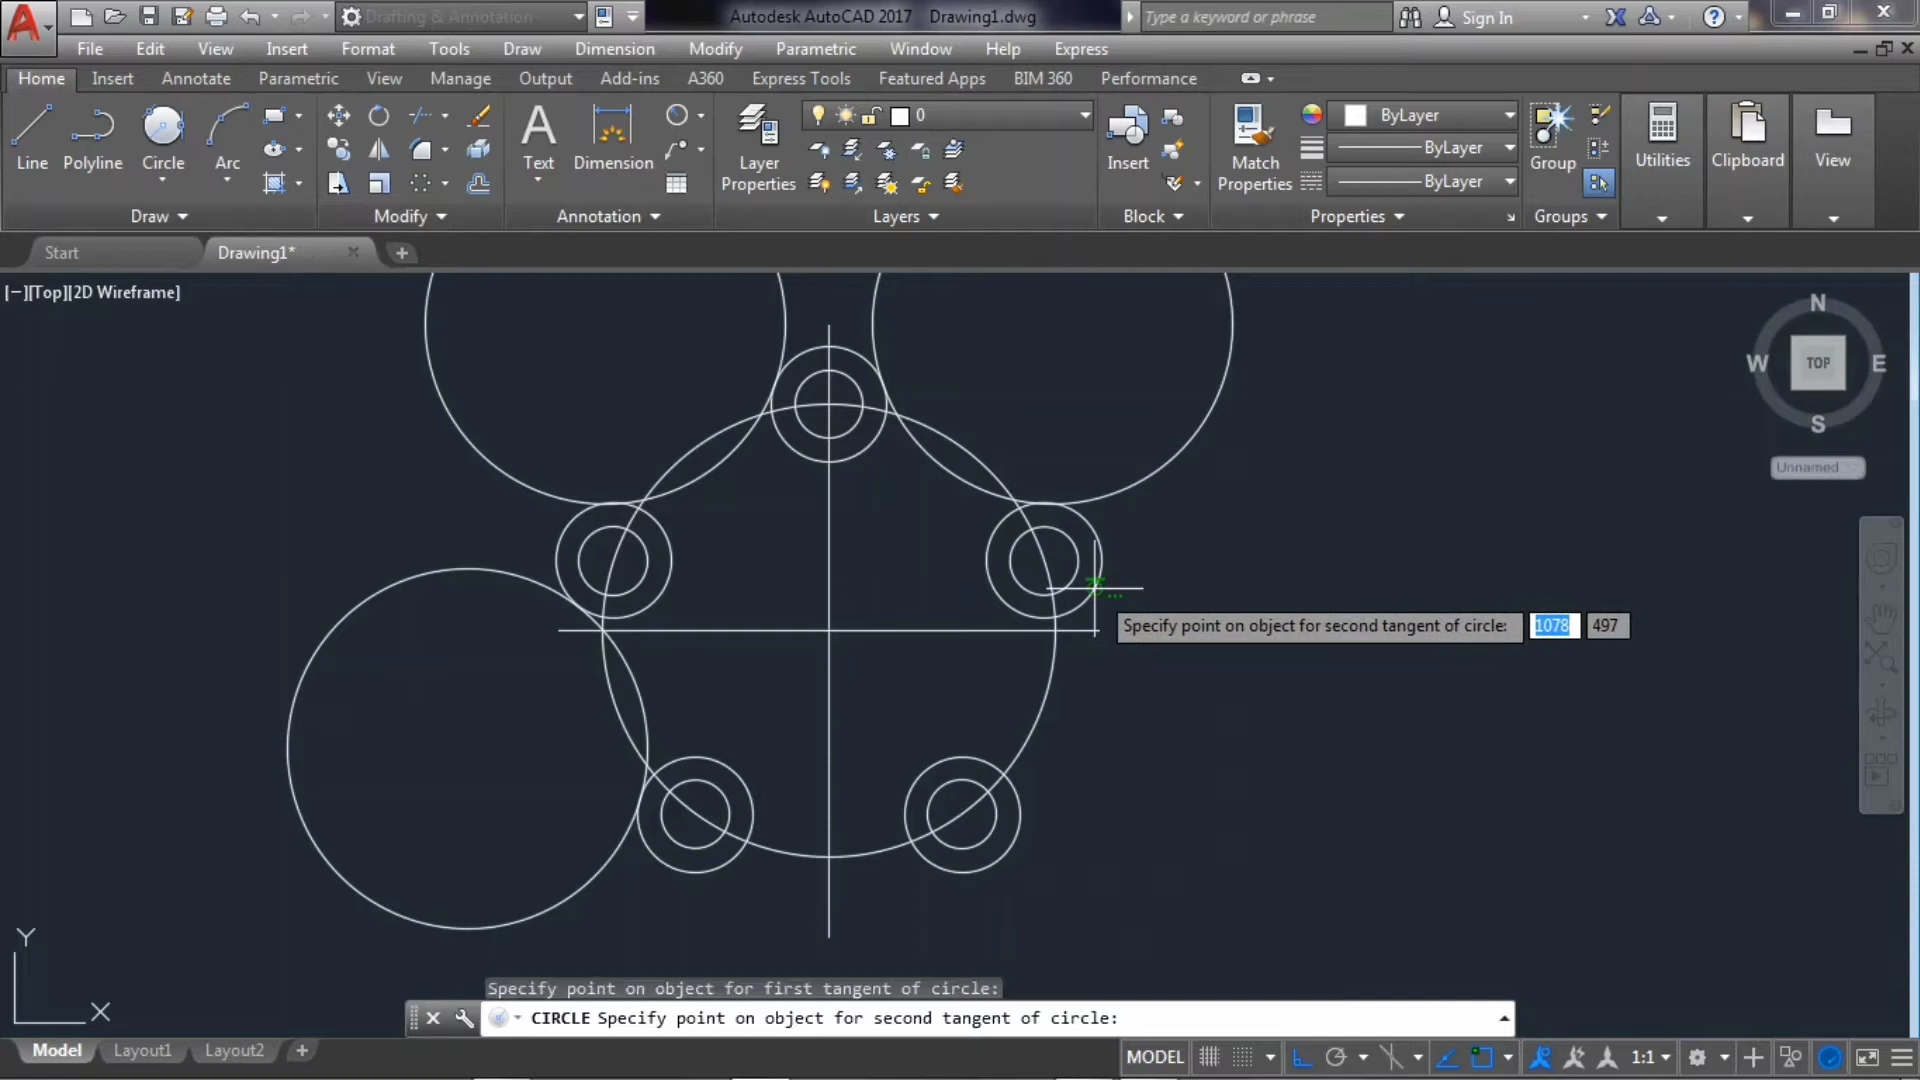 Drafting & Annotation
Autodesk AutoCAD 2017 Drawing1.dwg
Type a keyword or phrase
Sign In
File Edit View Insert Format Tools Draw Dimension Modify Parametric Window Help Express
Home Insert Annotate Parametric View Manage Output Add-ins A360 Express Tools Featured Apps BIM 360 Performance
0
ByLayer
ByLayer
ByLayer
Line Polyline Circle Arc
Text Dimension
Layer Properties
Insert
Match Properties
Group
Utilities Clipboard View
Draw Modify Annotation Layers Block Properties Groups
Start Drawing1*
[−][Top][2D Wireframe]
N
W TOP E
S
Unnamed
Specify point on object for second tangent of circle: 1078 497
Y
X
Specify point on object for first tangent of circle:
CIRCLE Specify point on object for second tangent of circle:
Model Layout1 Layout2
MODEL 1:1